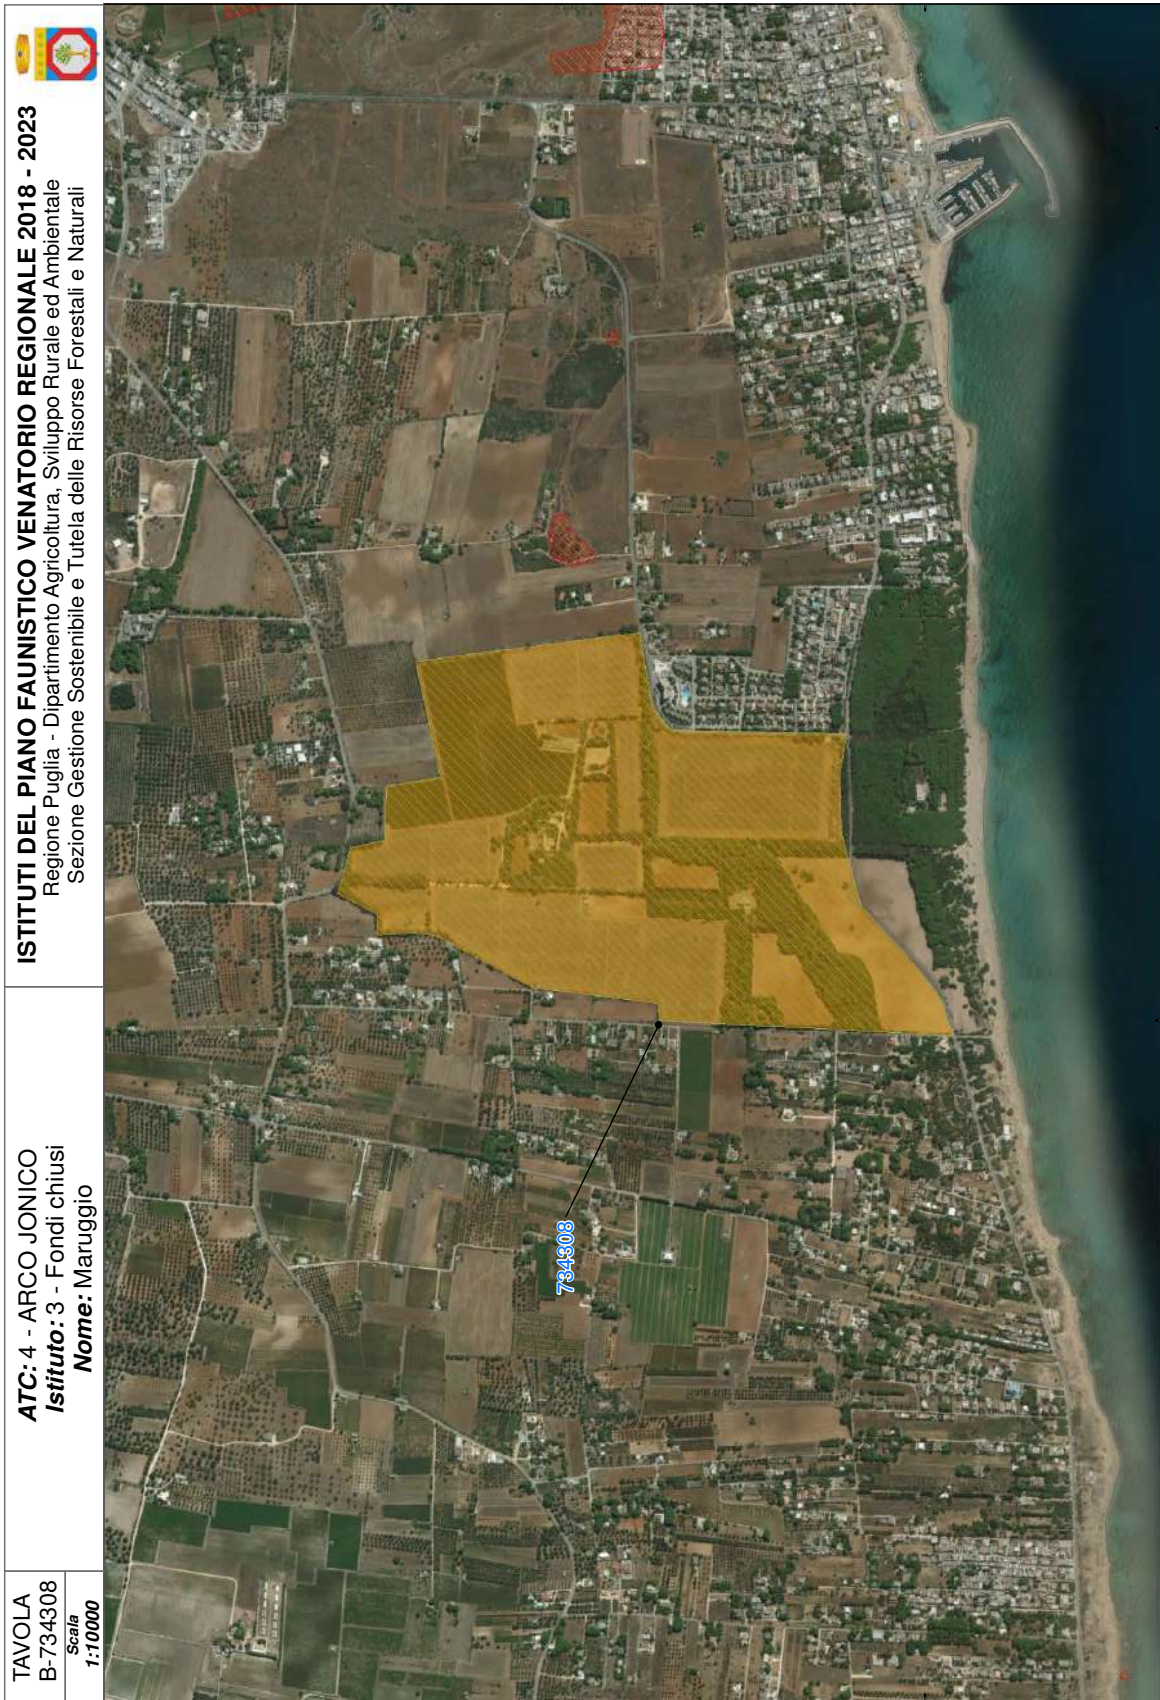 TAVOLA
B-734308
Scala
1:10000
ATC: 4 - ARCO JONICO
Istituto: 3 - Fondi chiusi
Nome: Maruggio
ISTITUTI DEL PIANO FAUNISTICO VENATORIO REGIONALE 2018 - 2023
Regione Puglia - Dipartimento Agricoltura, Sviluppo Rurale ed Ambientale
Sezione Gestione Sostenibile e Tutela delle Risorse Forestali e Naturali
734308